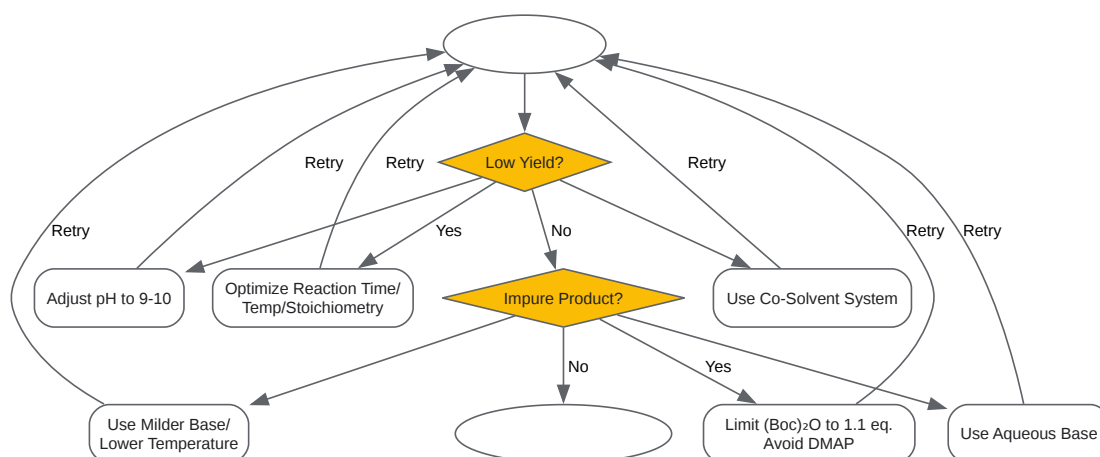 Low Yield?
Retry
Retry
Retry
Retry
Retry
Retry
Yes
No
Adjust pH to 9-10
Optimize Reaction Time/
Temp/Stoichiometry
Impure Product?
Use Co-Solvent System
No
Yes
Use Milder Base/
Lower Temperature
Limit (Boc)₂O to 1.1 eq.
Avoid DMAP
Use Aqueous Base